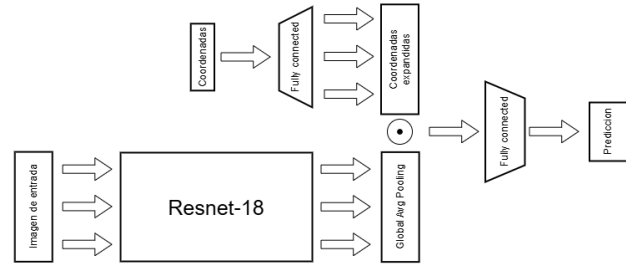 Coordenadas
Fully connected
Coordenadas
expandidas
Fully connected
Prediccion
Imagen de entrada
Resnet-18
Global Avg Pooling